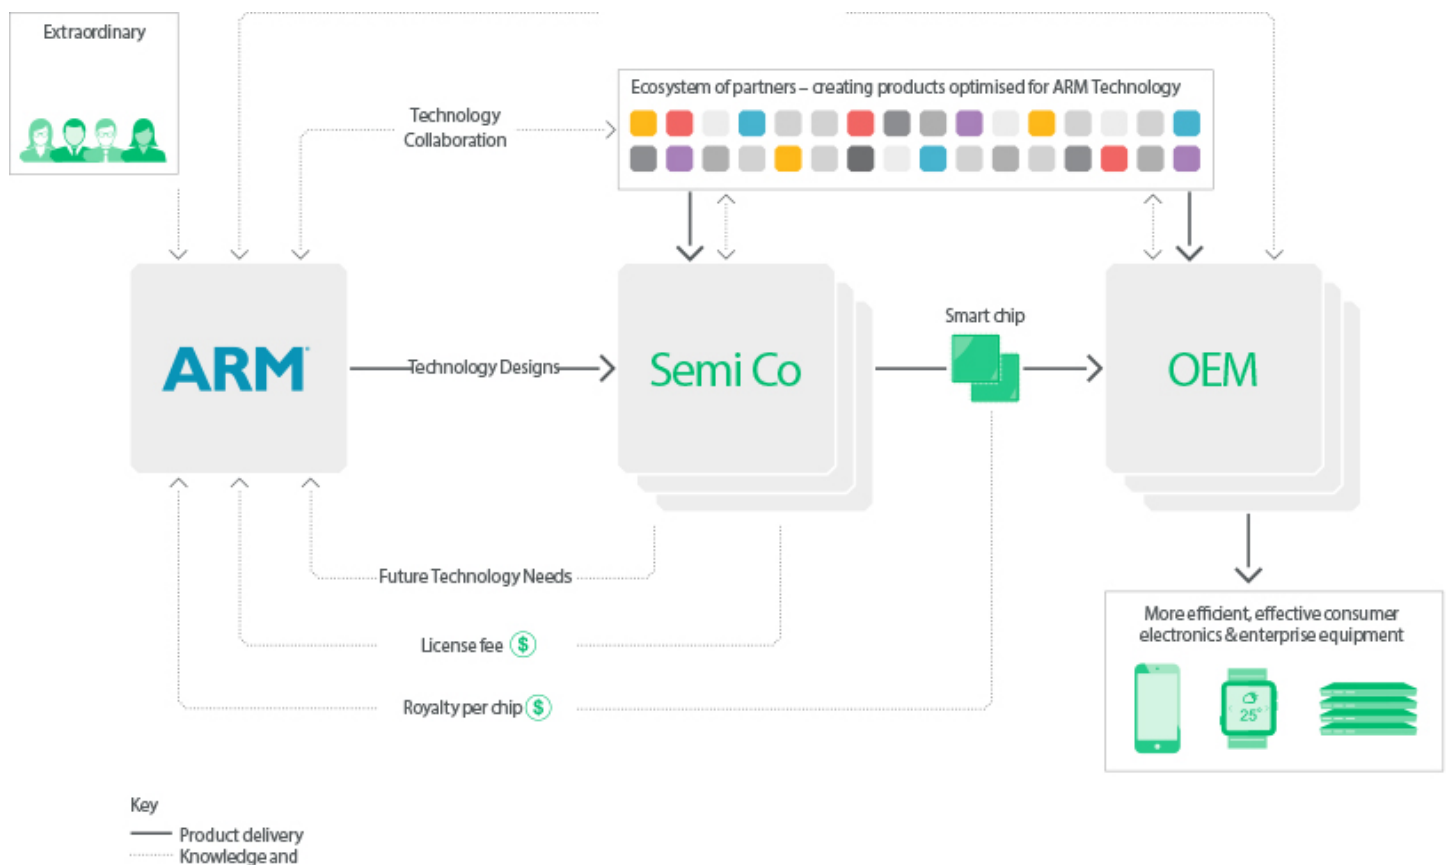 Extraordinary
Ecosystem of partners – creating products optimised for ARM Technology
Technology
Collaboration
Smart chip
ARM
Technology Designs
Semi Co
OEM
Future Technology Needs
License fee $
Royalty per chip $
More efficient, effective consumer
electronics & enterprise equipment
25°
Key
Product delivery
Knowledge and